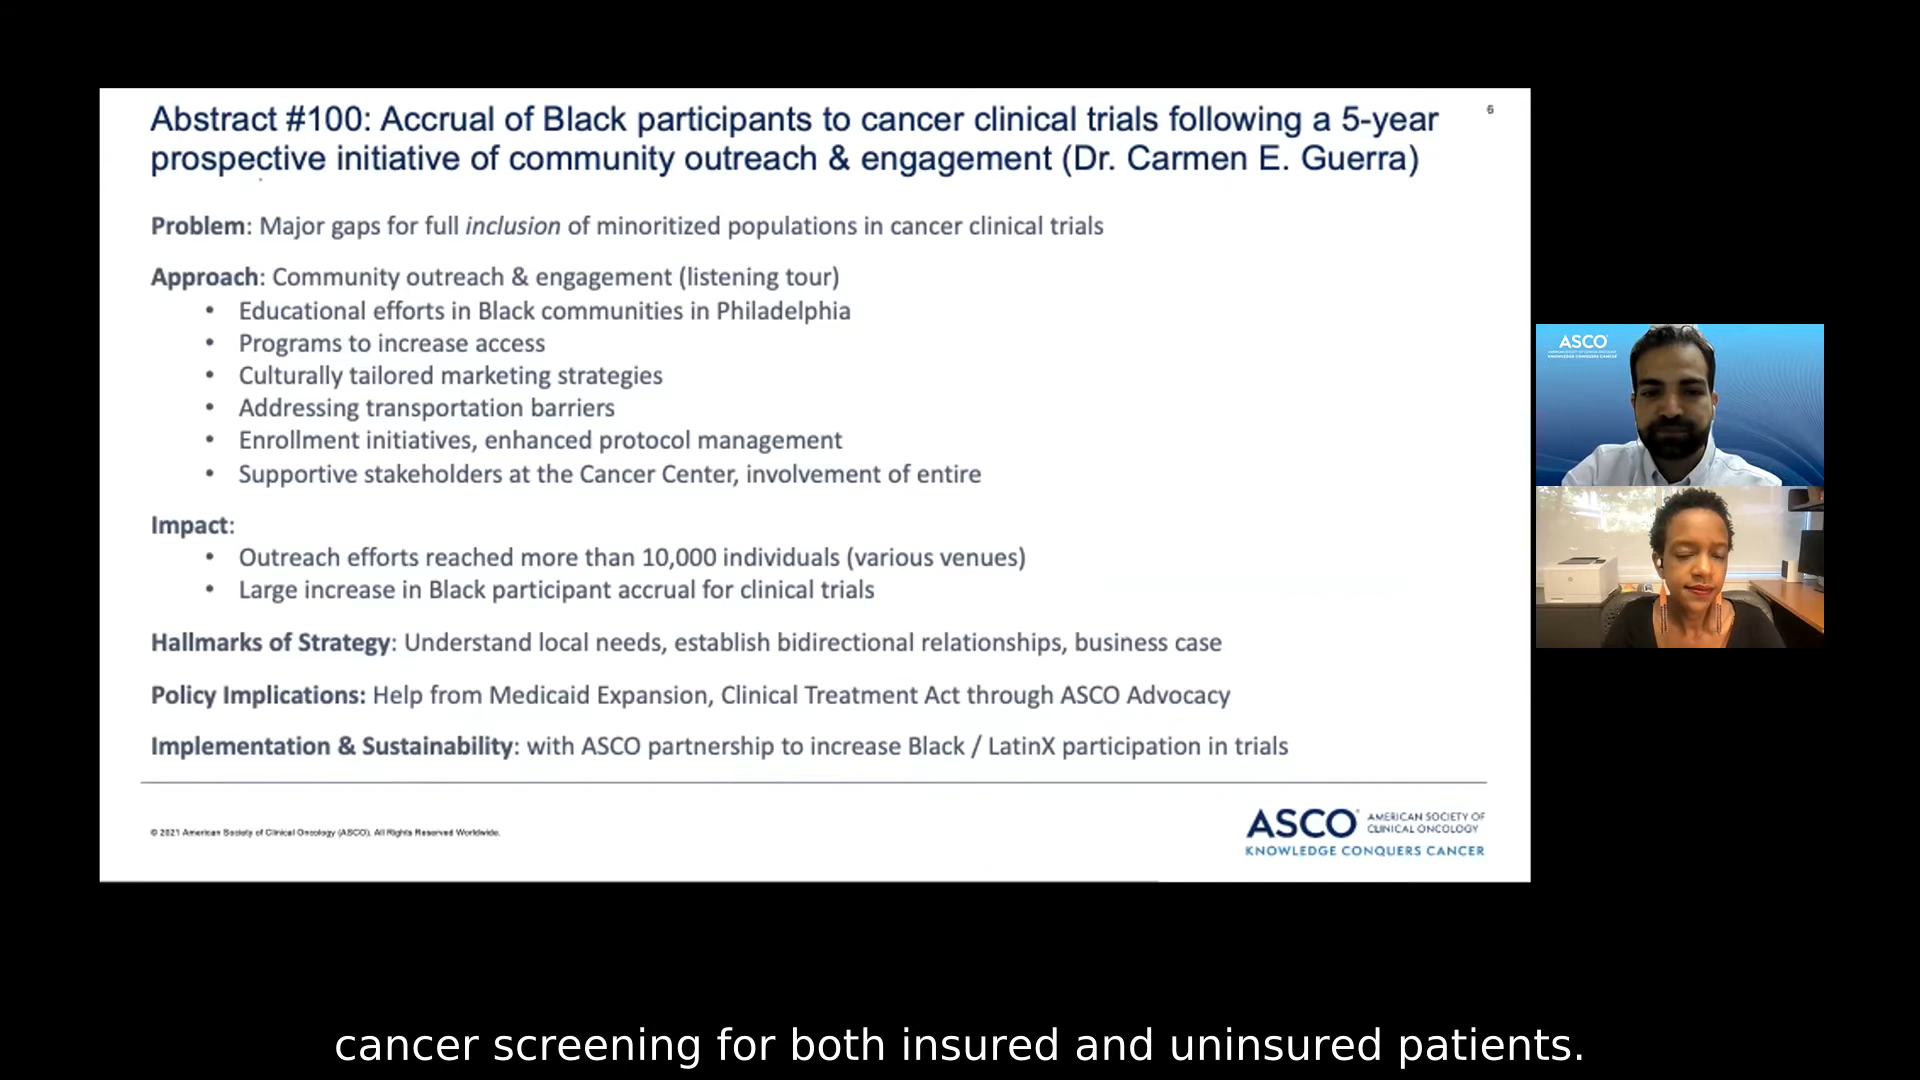 Abstract #100: Accrual of Black participants to cancer clinical trials following a 5-year
prospective initiative of community outreach & engagement (Dr. Carmen E. Guerra)
6
Problem: Major gaps for full inclusion of minoritized populations in cancer clinical trials
Approach: Community outreach & engagement (listening tour)
• Educational efforts in Black communities in Philadelphia
• Programs to increase access
• Culturally tailored marketing strategies
• Addressing transportation barriers
• Enrollment initiatives, enhanced protocol management
• Supportive stakeholders at the Cancer Center, involvement of entire
Impact:
• Outreach efforts reached more than 10,000 individuals (various venues)
• Large increase in Black participant accrual for clinical trials
Hallmarks of Strategy: Understand local needs, establish bidirectional relationships, business case
Policy Implications: Help from Medicaid Expansion, Clinical Treatment Act through ASCO Advocacy
Implementation & Sustainability: with ASCO partnership to increase Black / LatinX participation in trials
© 2021 American Society of Clinical Oncology (ASCO). All Rights Reserved Worldwide.
ASCO® AMERICAN SOCIETY OF
CLINICAL ONCOLOGY
KNOWLEDGE CONQUERS CANCER
ASCO
KNOWLEDGE CONQUERS CANCER
cancer screening for both insured and uninsured patients.